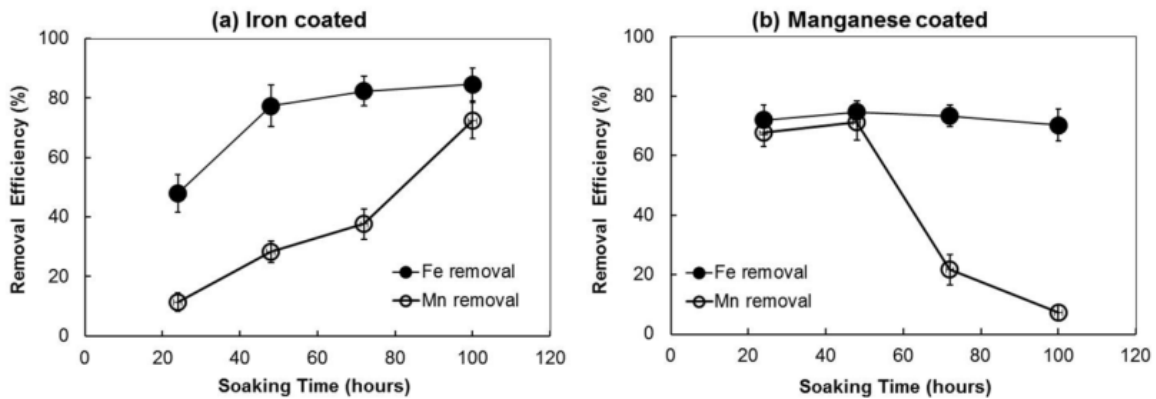 (a) Iron coated
100
80
60
40
20
0
Removal Efficiency (%)
Fe removal
Mn removal
0 20 40 60 80 100 120
Soaking Time (hours)
(b) Manganese coated
100
80
60
40
20
0
Removal Efficiency (%)
Fe removal
Mn removal
0 20 40 60 80 100 120
Soaking Time (hours)